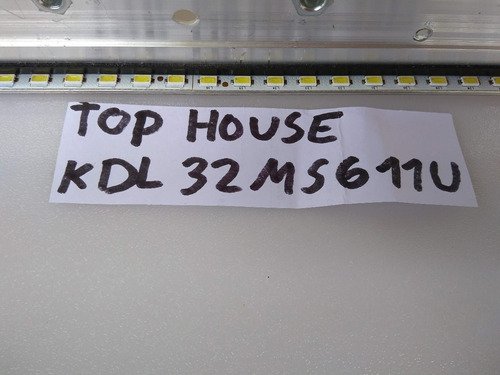 TOP HOUSE
KDL 32MS611U